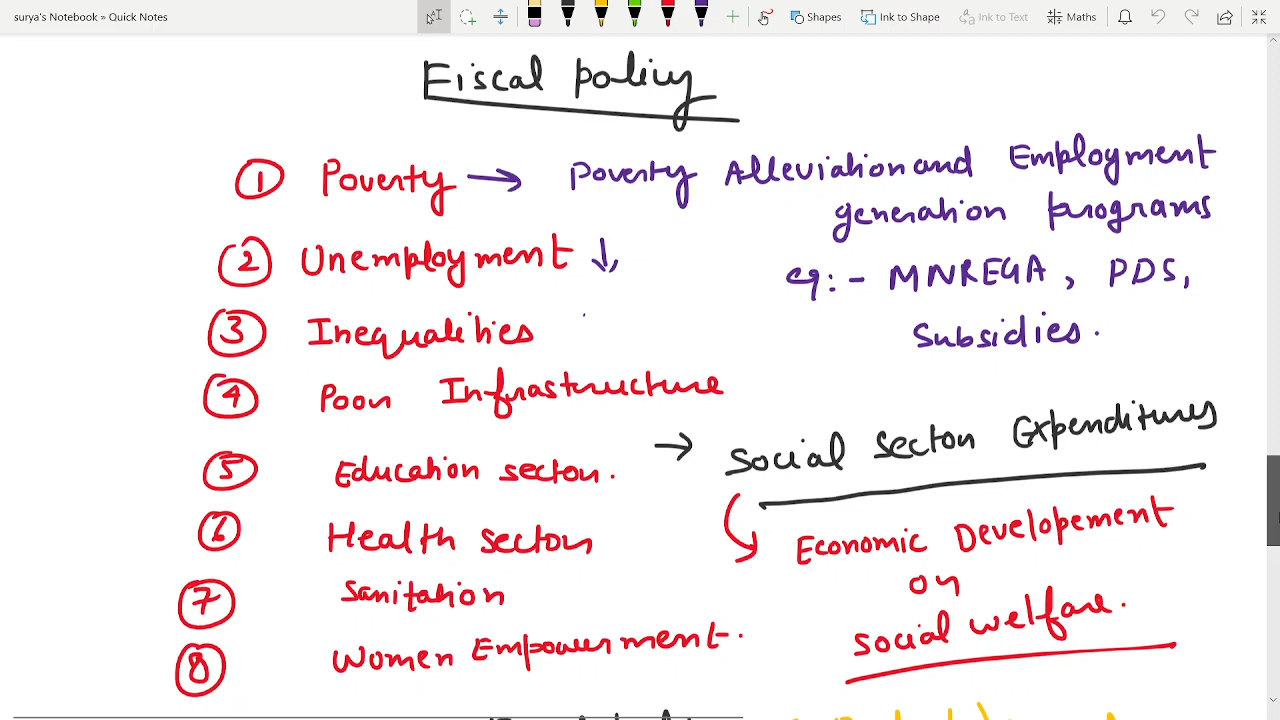 surya's Notebook » Quick Notes
Shapes Ink to Shape Ink to Text Maths
Fiscal policy
1 Poverty → Poverty Alleviation and Employment
generation programs
2 Unemployment ↓,
eg:- MNREGA, PDS,
3 Inequalities
Subsidies.
4 Poor Infrastructure
→ Social Sector Expenditures
5 Education sector.
Economic Developement
6 Health sector
or
7 Sanitation
social welfare.
8 Women Empowerment.